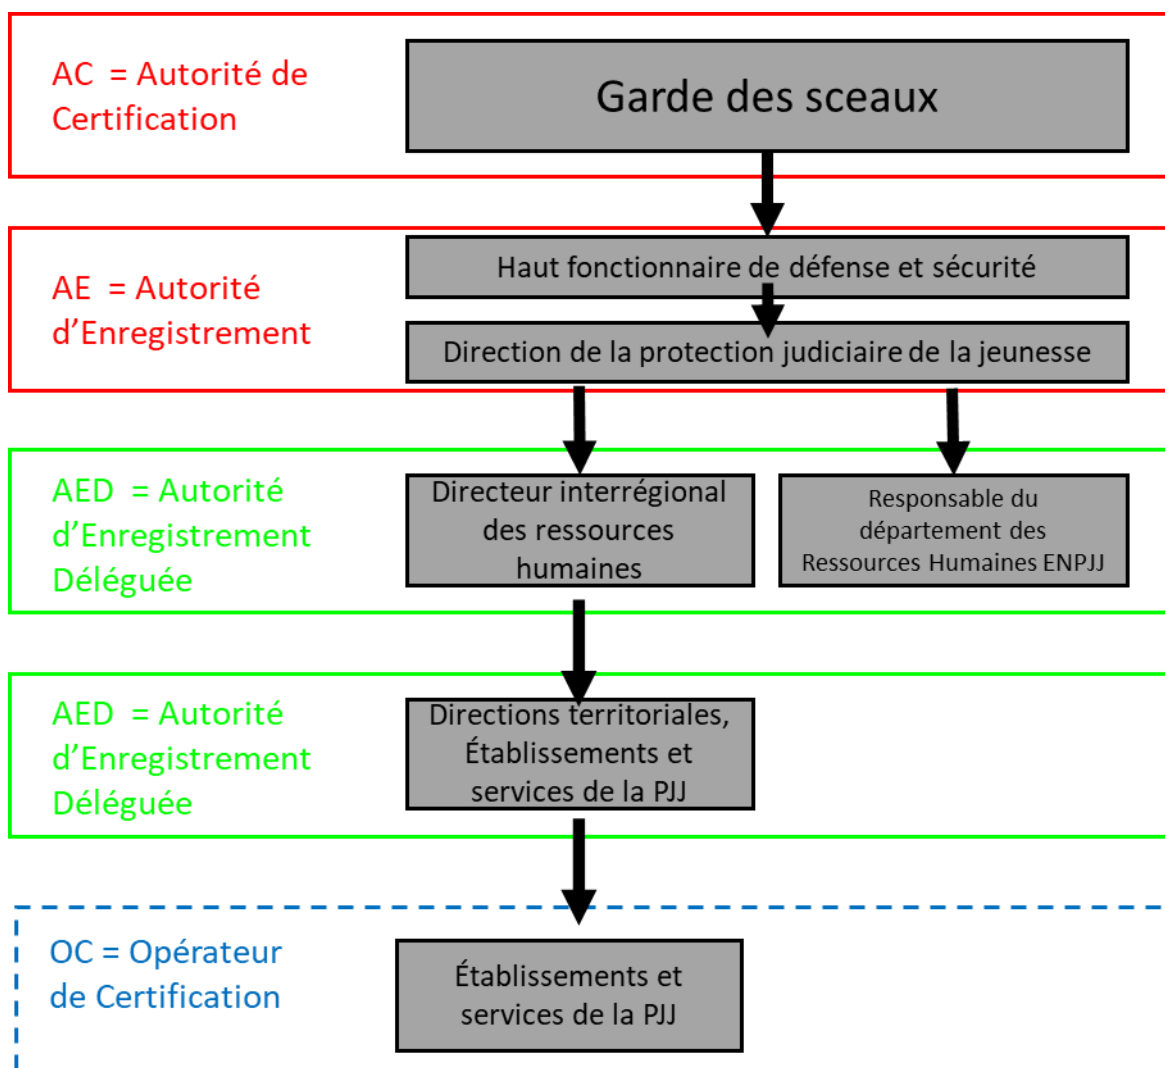 AC = Autorité de
Certification
Garde des sceaux
AE = Autorité
d'Enregistrement
Haut fonctionnaire de défense et sécurité
Direction de la protection judiciaire de la jeunesse
AED = Autorité
d'Enregistrement
Déléguée
Directeur interrégional
des ressources
humaines
Responsable du
département des
Ressources Humaines ENPJJ
AED = Autorité
d'Enregistrement
Déléguée
Directions territoriales,
Établissements et
services de la PJJ
OC = Opérateur
de Certification
Établissements et
services de la PJJ